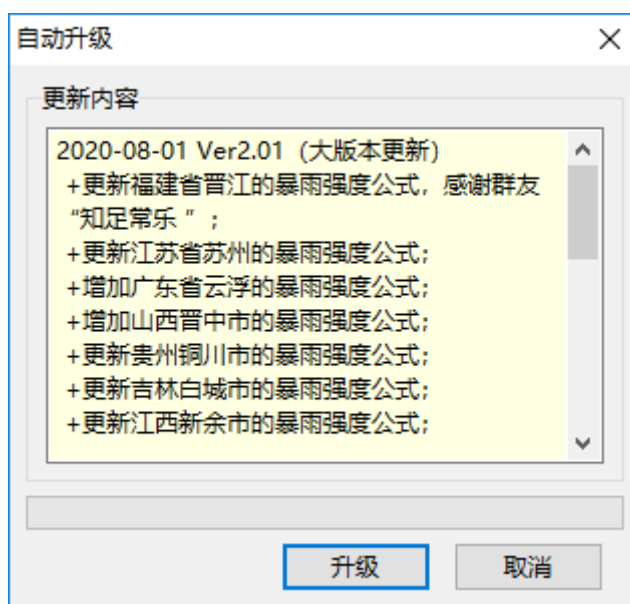 自动升级
更新内容
2020-08-01 Ver2.01（大版本更新）
+更新福建省晋江的暴雨强度公式，感谢群友
“知足常乐 ”；
+更新江苏省苏州的暴雨强度公式;
+增加广东省云浮的暴雨强度公式;
+增加山西晋中市的暴雨强度公式;
+更新贵州铜川市的暴雨强度公式;
+更新吉林白城市的暴雨强度公式;
+更新江西新余市的暴雨强度公式;
升级
取消